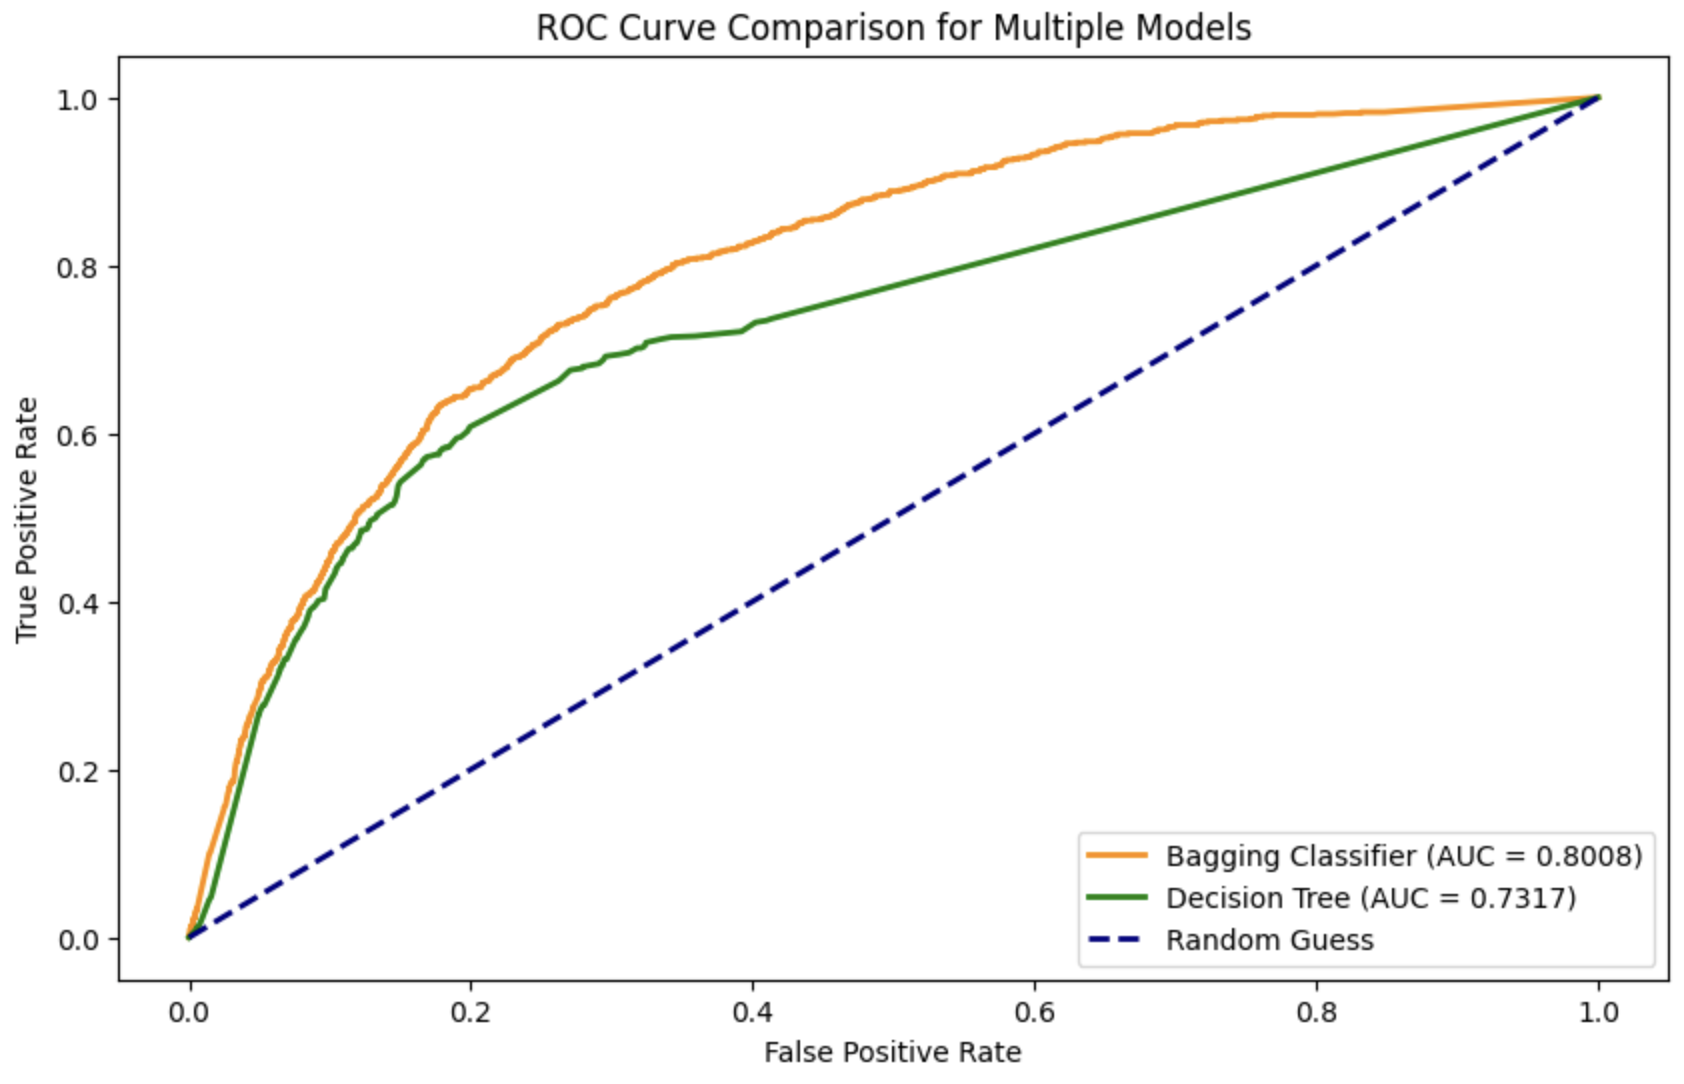 ROC Curve Comparison for Multiple Models
True Positive Rate
1.0
0.8
0.6
0.4
0.2
0.0
Bagging Classifier (AUC = 0.8008)
Decision Tree (AUC = 0.7317)
Random Guess
0.0 0.2 0.4 0.6 0.8 1.0
False Positive Rate